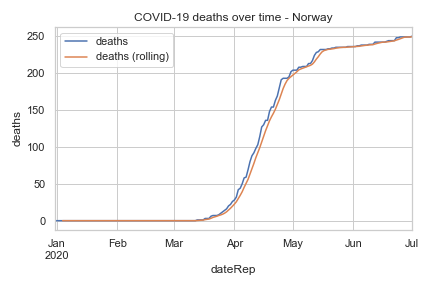 COVID-19 deaths over time - Norway
deaths
deaths (rolling)
250
200
150
100
50
0
deaths
Jan Feb Mar Apr May Jun Jul
2020
dateRep